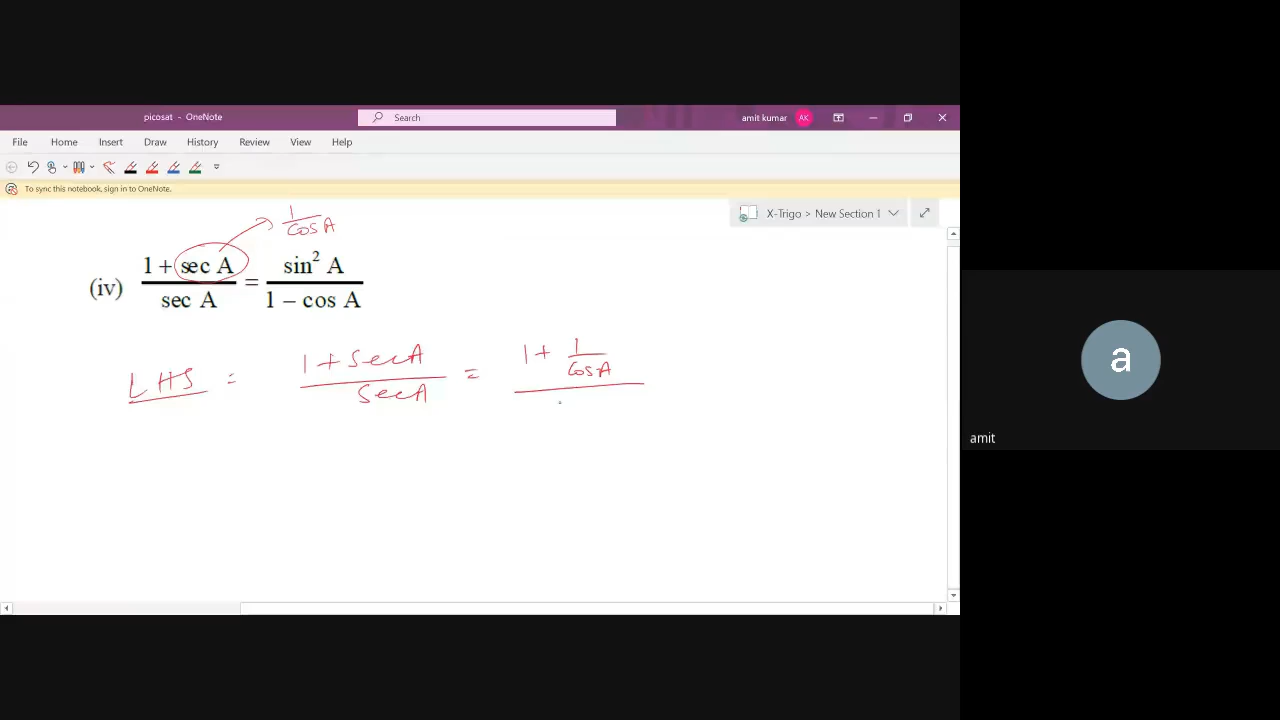 picosat - OneNote
Search
amit kumar AK
File Home Insert Draw History Review View Help
To sync this notebook, sign in to OneNote.
X-Trigo > New Section 1
1/cosA
(iv) (1 + sec A)/(sec A) = (sin² A)/(1 − cos A)
LHS = (1 + secA)/(secA) = 1 + 1/cosA
a
amit